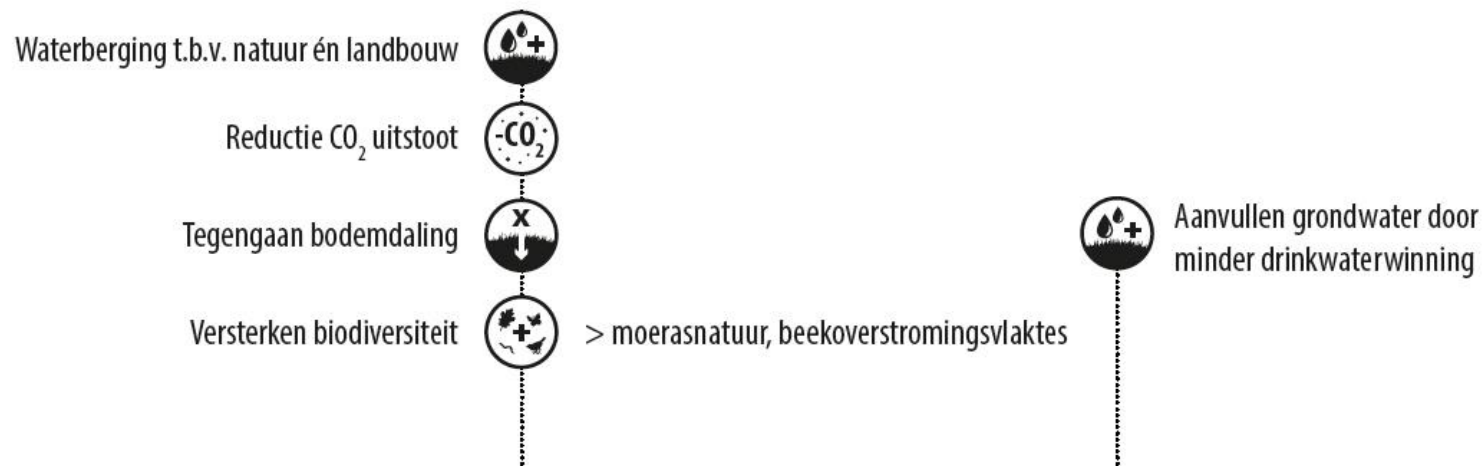 Waterberging t.b.v. natuur én landbouw
Reductie CO₂ uitstoot
-CO₂
Tegengaan bodemdaling
X
Versterken biodiversiteit
> moerasnatuur, beekoverstromingsvlaktes
Aanvullen grondwater door
minder drinkwaterwinning